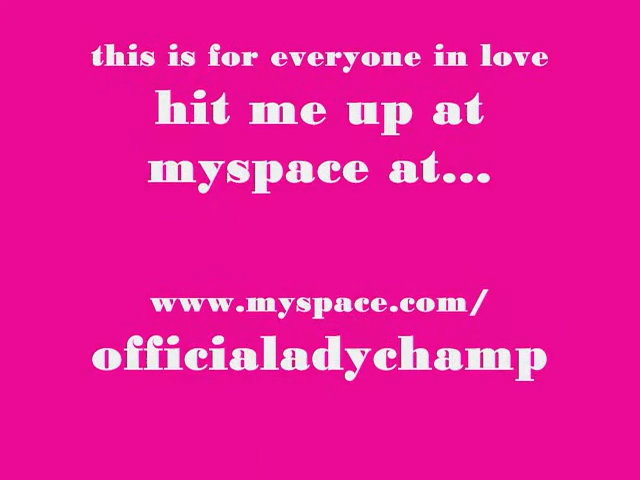 this is for everyone in love
hit me up at
myspace at...
www.myspace.com/
officialadychamp